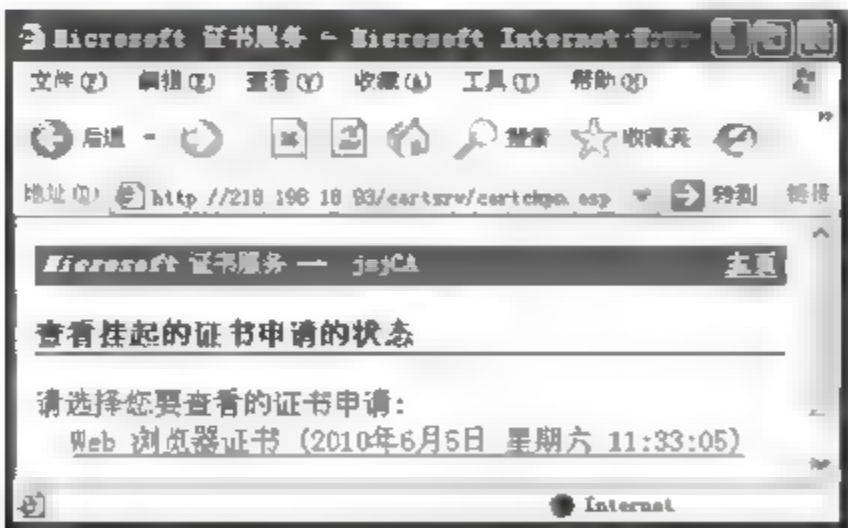 Microsoft 证书服务 - Microsoft Internet
文件(F) 编辑(E) 查看(V) 收藏(A) 工具(T) 帮助(H)
后退 搜索 收藏夹
地址(D) http://218.198.18.93/certsrv/certckpn.asp 转到 链接
Microsoft 证书服务 — jsjCA 主页
查看挂起的证书申请的状态
请选择您要查看的证书申请:
Web 浏览器证书 (2010年6月5日 星期六 11:33:05)
Internet